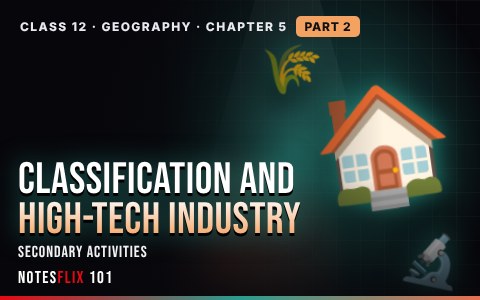 CLASS 12 · GEOGRAPHY · CHAPTER 5 PART 2
CLASSIFICATION AND
HIGH-TECH INDUSTRY
SECONDARY ACTIVITIES
NOTESFLIX 101